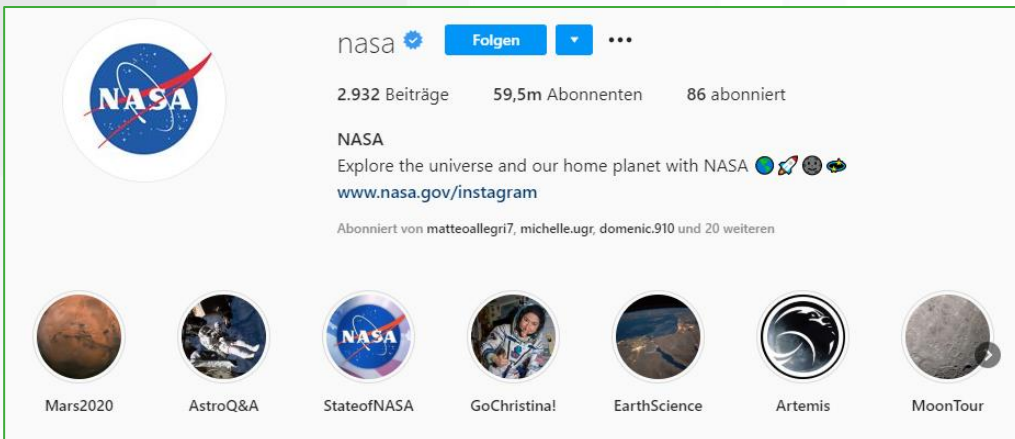 NASA
nasa
Folgen
2.932 Beiträge 59,5m Abonnenten 86 abonniert
NASA
Explore the universe and our home planet with NASA
www.nasa.gov/instagram
Abonniert von matteoallegri7, michelle.ugr, domenic.910 und 20 weiteren
NASA
Mars2020 AstroQ&A StateofNASA GoChristina! EarthScience Artemis MoonTour